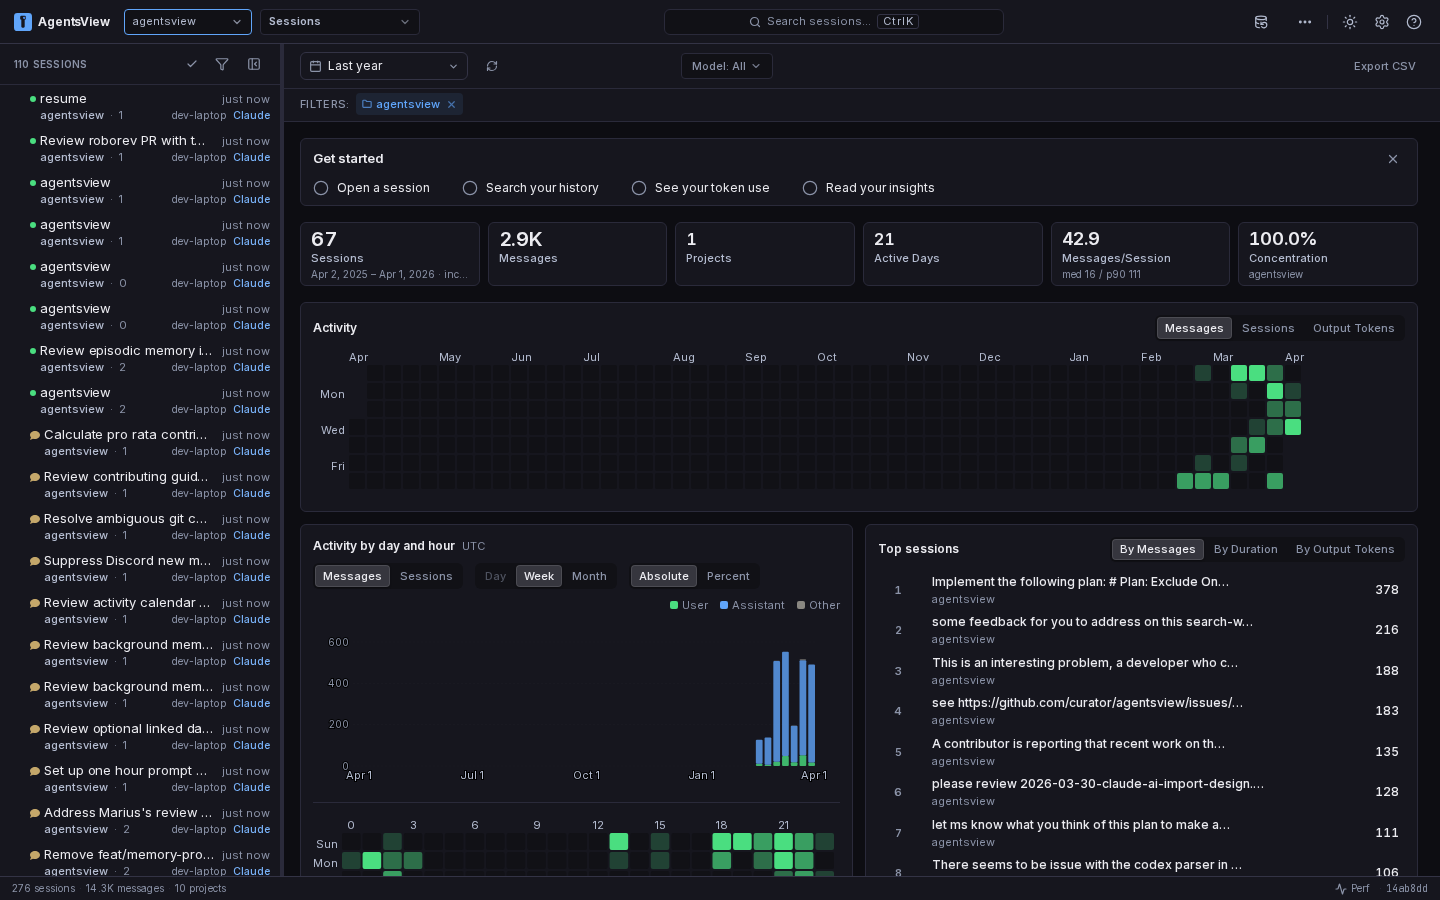 AgentsView
agentsview
Sessions
Search sessions... CtrlK
110 SESSIONS
Last year
Model: All
Export CSV
FILTERS: agentsview
resume just now
agentsview · 1 dev-laptop Claude
Review roborev PR with t... just now
agentsview · 1 dev-laptop Claude
agentsview just now
agentsview · 1 dev-laptop Claude
agentsview just now
agentsview · 1 dev-laptop Claude
agentsview just now
agentsview · 0 dev-laptop Claude
agentsview just now
agentsview · 0 dev-laptop Claude
Review episodic memory i... just now
agentsview · 2 dev-laptop Claude
agentsview just now
agentsview · 2 dev-laptop Claude
Calculate pro rata contri... just now
agentsview · 1 dev-laptop Claude
Review contributing guid... just now
agentsview · 1 dev-laptop Claude
Resolve ambiguous git c... just now
agentsview · 1 dev-laptop Claude
Suppress Discord new m... just now
agentsview · 1 dev-laptop Claude
Review activity calendar ... just now
agentsview · 1 dev-laptop Claude
Review background mem... just now
agentsview · 1 dev-laptop Claude
Review background mem... just now
agentsview · 1 dev-laptop Claude
Review optional linked da... just now
agentsview · 1 dev-laptop Claude
Set up one hour prompt ... just now
agentsview · 1 dev-laptop Claude
Address Marius's review ... just now
agentsview · 2 dev-laptop Claude
Remove feat/memory-pro... just now
agentsview · 2 dev-laptop Claude
Get started
Open a session Search your history See your token use Read your insights
67
Sessions
Apr 2, 2025 – Apr 1, 2026 · inc...
2.9K
Messages
1
Projects
21
Active Days
42.9
Messages/Session
med 16 / p90 111
100.0%
Concentration
agentsview
Activity
Messages Sessions Output Tokens
Apr May Jun Jul Aug Sep Oct Nov Dec Jan Feb Mar Apr
Mon
Wed
Fri
Activity by day and hour UTC
Messages Sessions Day Week Month Absolute Percent
User Assistant Other
600
400
200
0
Apr 1 Jul 1 Oct 1 Jan 1 Apr 1
0 3 6 9 12 15 18 21
Sun
Mon
Top sessions
By Messages By Duration By Output Tokens
1 Implement the following plan: # Plan: Exclude On... 378
agentsview
2 some feedback for you to address on this search-w... 216
agentsview
3 This is an interesting problem, a developer who c... 188
agentsview
4 see https://github.com/curator/agentsview/issues/... 183
agentsview
5 A contributor is reporting that recent work on th... 135
agentsview
6 please review 2026-03-30-claude-ai-import-design.... 128
agentsview
7 let ms know what you think of this plan to make a... 111
agentsview
8 There seems to be issue with the codex parser in ... 106
276 sessions 14.3K messages 10 projects
Perf 14ab8dd